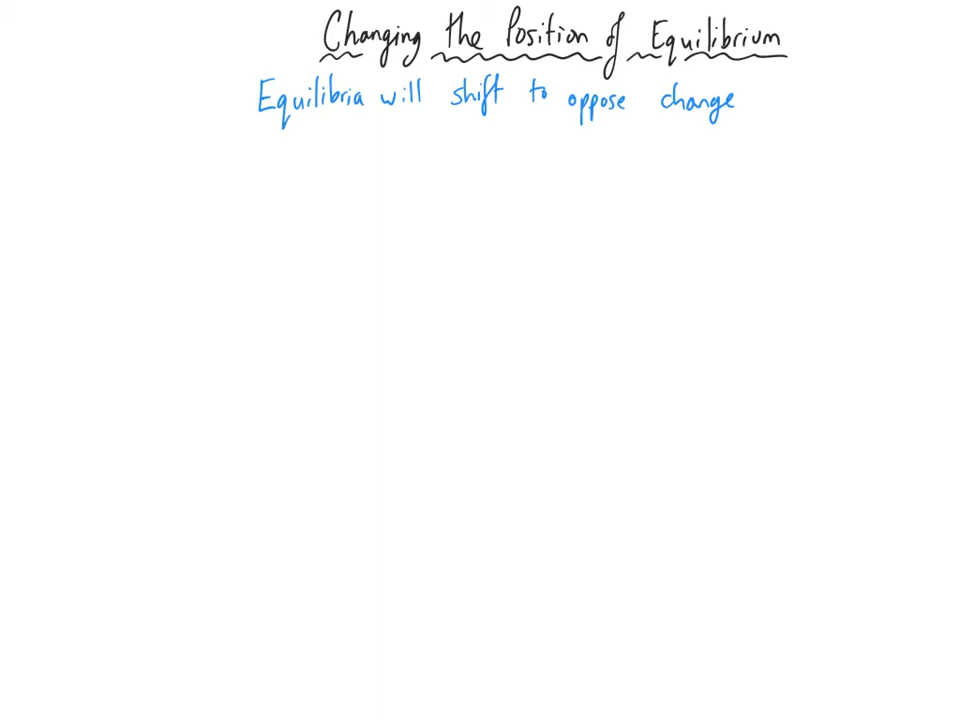 Changing the Position of Equilibrium
Equilibria will shift to oppose change